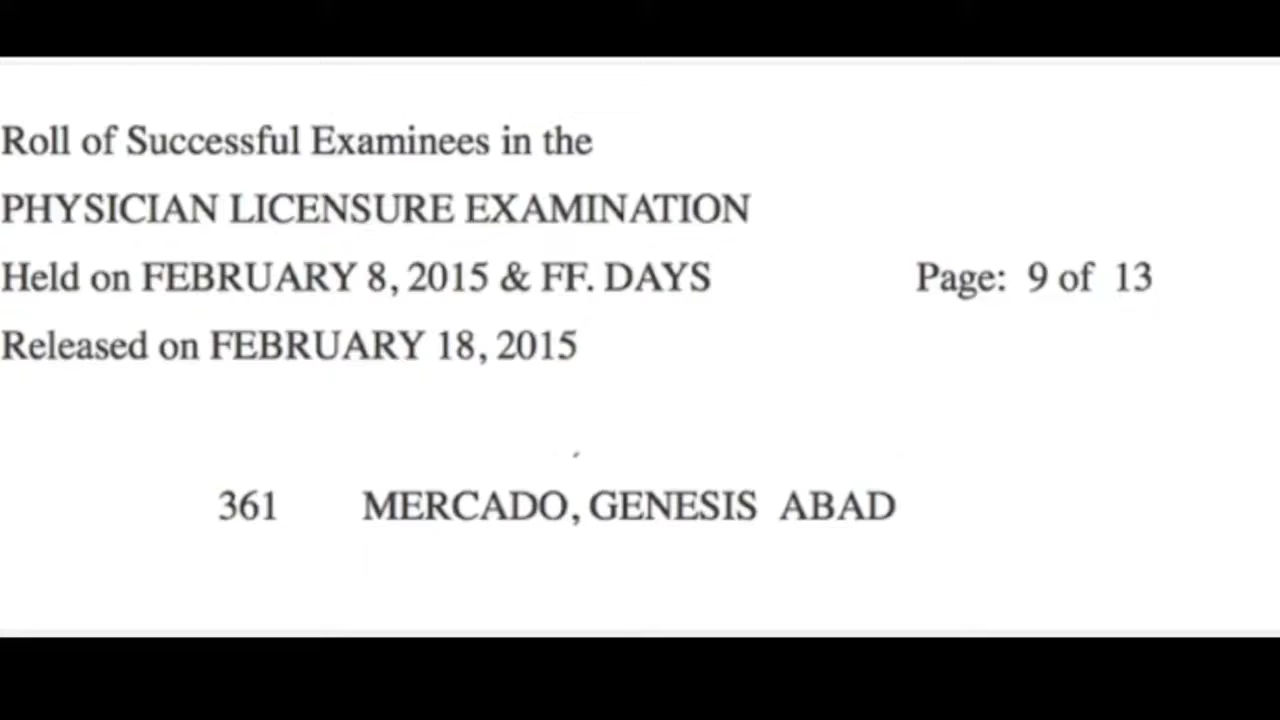 Roll of Successful Examinees in the
PHYSICIAN LICENSURE EXAMINATION
Held on FEBRUARY 8, 2015 & FF. DAYS Page: 9 of 13
Released on FEBRUARY 18, 2015
361 MERCADO, GENESIS ABAD